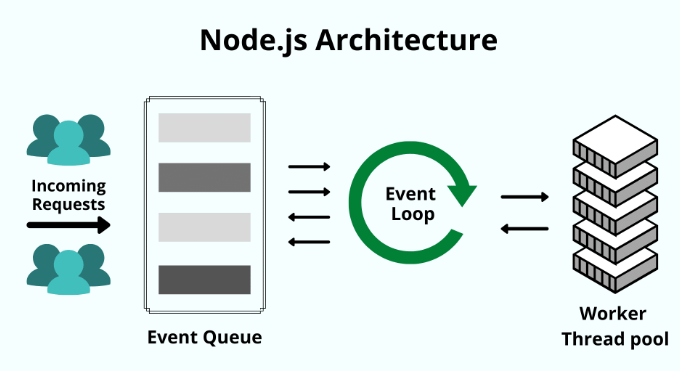 Node.js Architecture
Incoming
Requests
Event Queue
Event
Loop
Worker
Thread pool